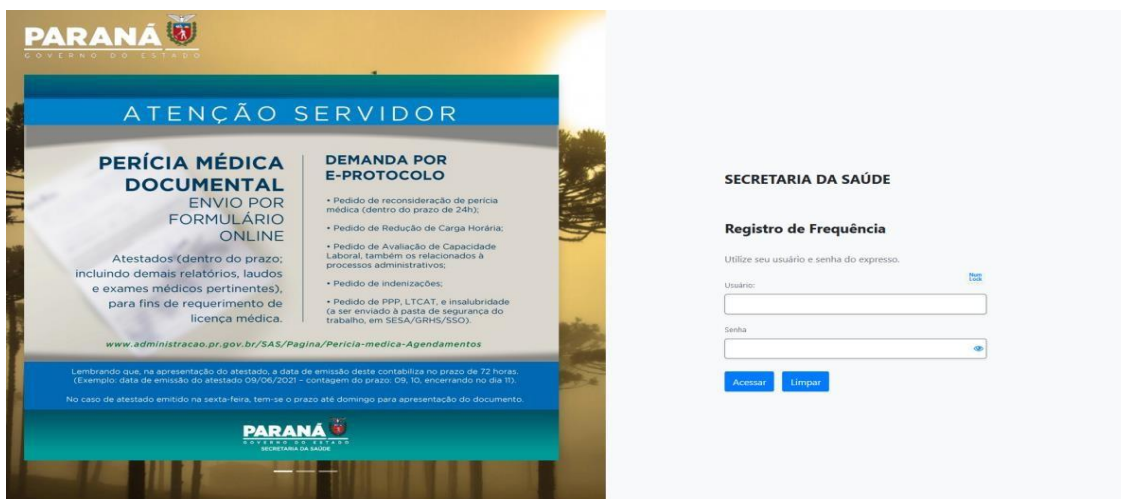 PARANÁ
GOVERNO DO ESTADO
ATENÇÃO SERVIDOR
PERÍCIA MÉDICA
DOCUMENTAL
ENVIO POR
FORMULÁRIO
ONLINE
Atestados (dentro do prazo;
incluindo demais relatórios, laudos
e exames médicos pertinentes),
para fins de requerimento de
licença médica.
DEMANDA POR
E-PROTOCOLO
• Pedido de reconsideração de perícia
médica (dentro do prazo de 24h);
• Pedido de Redução de Carga Horária;
• Pedido de Avaliação de Capacidade
Laboral, também os relacionados à
processos administrativos;
• Pedido de indenizações;
• Pedido de PPP, LTCAT, e insalubridade
(a ser enviado à pasta de segurança do
trabalho, em SESA/GRHS/SSO).
www.administracao.pr.gov.br/SAS/Pagina/Pericia-medica-Agendamentos
Lembrando que, na apresentação do atestado, a data de emissão deste contabiliza no prazo de 72 horas.
(Exemplo: data de emissão do atestado 09/06/2021 – contagem do prazo: 09, 10, encerrando no dia 11).
No caso de atestado emitido na sexta-feira, tem-se o prazo até domingo para apresentação do documento.
PARANÁ
GOVERNO DO ESTADO
SECRETARIA DA SAÚDE
SECRETARIA DA SAÚDE
Registro de Frequência
Utilize seu usuário e senha do expresso.
Num
Lock
Usuário:
Senha
Acessar
Limpar